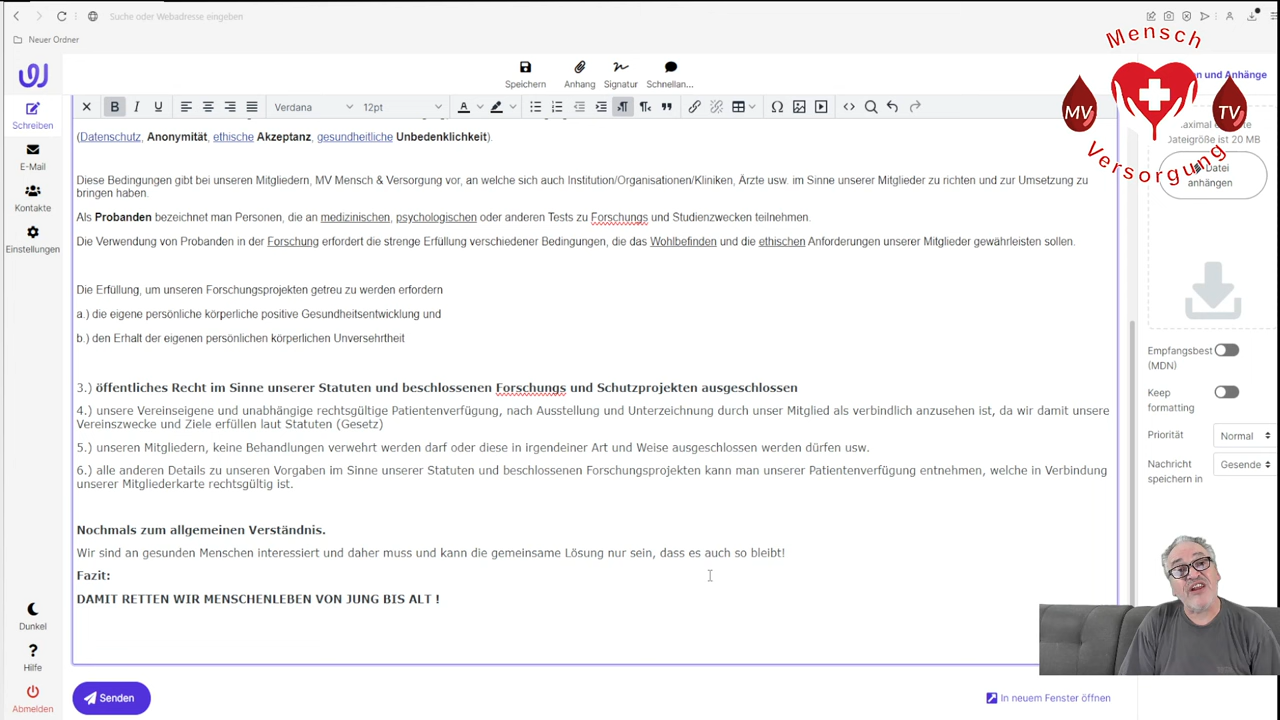 Suche oder Webadresse eingeben
Neuer Ordner
Mensch
MV
TV
Versorgung
Speichern
Anhang
Signatur
Schnellan...
en und Anhänge
Schreiben
E-Mail
Kontakte
Einstellungen
Verdana
12pt
Dateigröße ist 20 MB
Datei
anhängen
(Datenschutz, Anonymität, ethische Akzeptanz, gesundheitliche Unbedenklichkeit).
Diese Bedingungen gibt bei unseren Mitgliedern, MV Mensch & Versorgung vor, an welche sich auch Institution/Organisationen/Kliniken, Ärzte usw. im Sinne unserer Mitglieder zu richten und zur Umsetzung zu
bringen haben.
Als Probanden bezeichnet man Personen, die an medizinischen, psychologischen oder anderen Tests zu Forschungs und Studienzwecken teilnehmen.
Die Verwendung von Probanden in der Forschung erfordert die strenge Erfüllung verschiedener Bedingungen, die das Wohlbefinden und die ethischen Anforderungen unserer Mitglieder gewährleisten sollen.
Die Erfüllung, um unseren Forschungsprojekten getreu zu werden erfordern
a.) die eigene persönliche körperliche positive Gesundheitsentwicklung und
b.) den Erhalt der eigenen persönlichen körperlichen Unversehrtheit
3.) öffentliches Recht im Sinne unserer Statuten und beschlossenen Forschungs und Schutzprojekten ausgeschlossen
4.) unsere Vereinseigene und unabhängige rechtsgültige Patientenverfügung, nach Ausstellung und Unterzeichnung durch unser Mitglied als verbindlich anzusehen ist, da wir damit unsere
Vereinszwecke und Ziele erfüllen laut Statuten (Gesetz)
5.) unseren Mitgliedern, keine Behandlungen verwehrt werden darf oder diese in irgendeiner Art und Weise ausgeschlossen werden dürfen usw.
6.) alle anderen Details zu unseren Vorgaben im Sinne unserer Statuten und beschlossenen Forschungsprojekten kann man unserer Patientenverfügung entnehmen, welche in Verbindung
unserer Mitgliederkarte rechtsgültig ist.
Nochmals zum allgemeinen Verständnis.
Wir sind an gesunden Menschen interessiert und daher muss und kann die gemeinsame Lösung nur sein, dass es auch so bleibt!
Fazit:
DAMIT RETTEN WIR MENSCHENLEBEN VON JUNG BIS ALT !
Empfangsbest
(MDN)
Keep
formatting
Priorität
Normal
Nachricht
speichern in
Gesende
Dunkel
Hilfe
Abmelden
Senden
In neuem Fenster öffnen